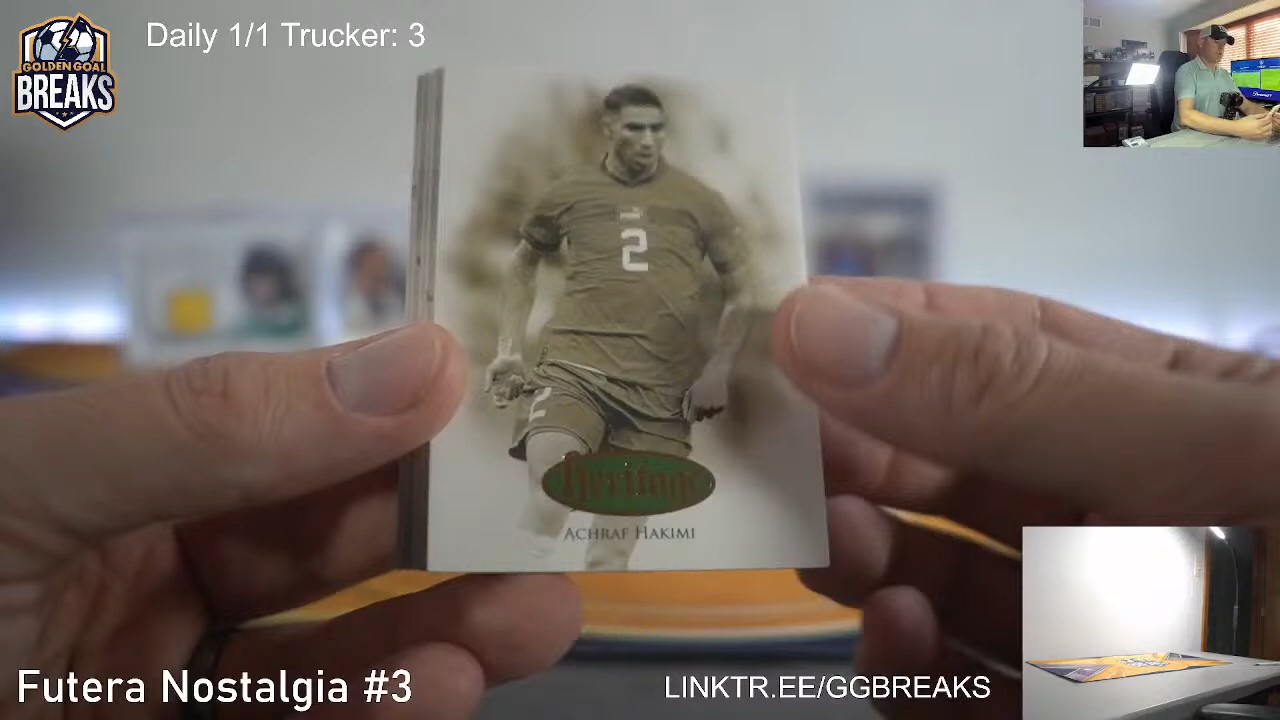 Daily 1/1 Trucker: 3
GOLDEN GOAL
BREAKS
2
2
Heritage
ACHRAF HAKIMI
Futera Nostalgia #3
LINKTR.EE/GGBREAKS